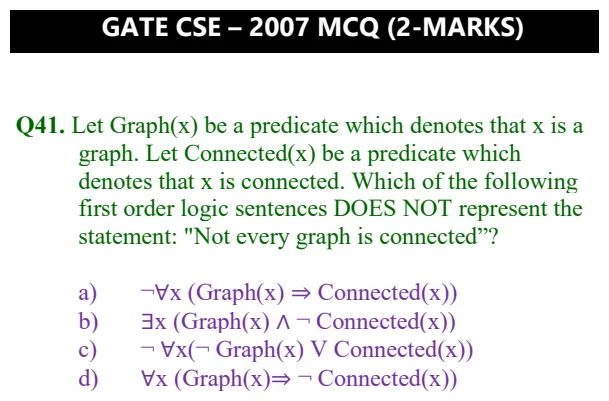 GATE CSE – 2007 MCQ (2-MARKS)
Q41. Let Graph(x) be a predicate which denotes that x is a
graph. Let Connected(x) be a predicate which
denotes that x is connected. Which of the following
first order logic sentences DOES NOT represent the
statement: "Not every graph is connected”?
a) ¬∀x (Graph(x) ⇒ Connected(x))
b) ∃x (Graph(x) Λ ¬ Connected(x))
c) ¬ ∀x(¬ Graph(x) V Connected(x))
d) ∀x (Graph(x)⇒ ¬ Connected(x))